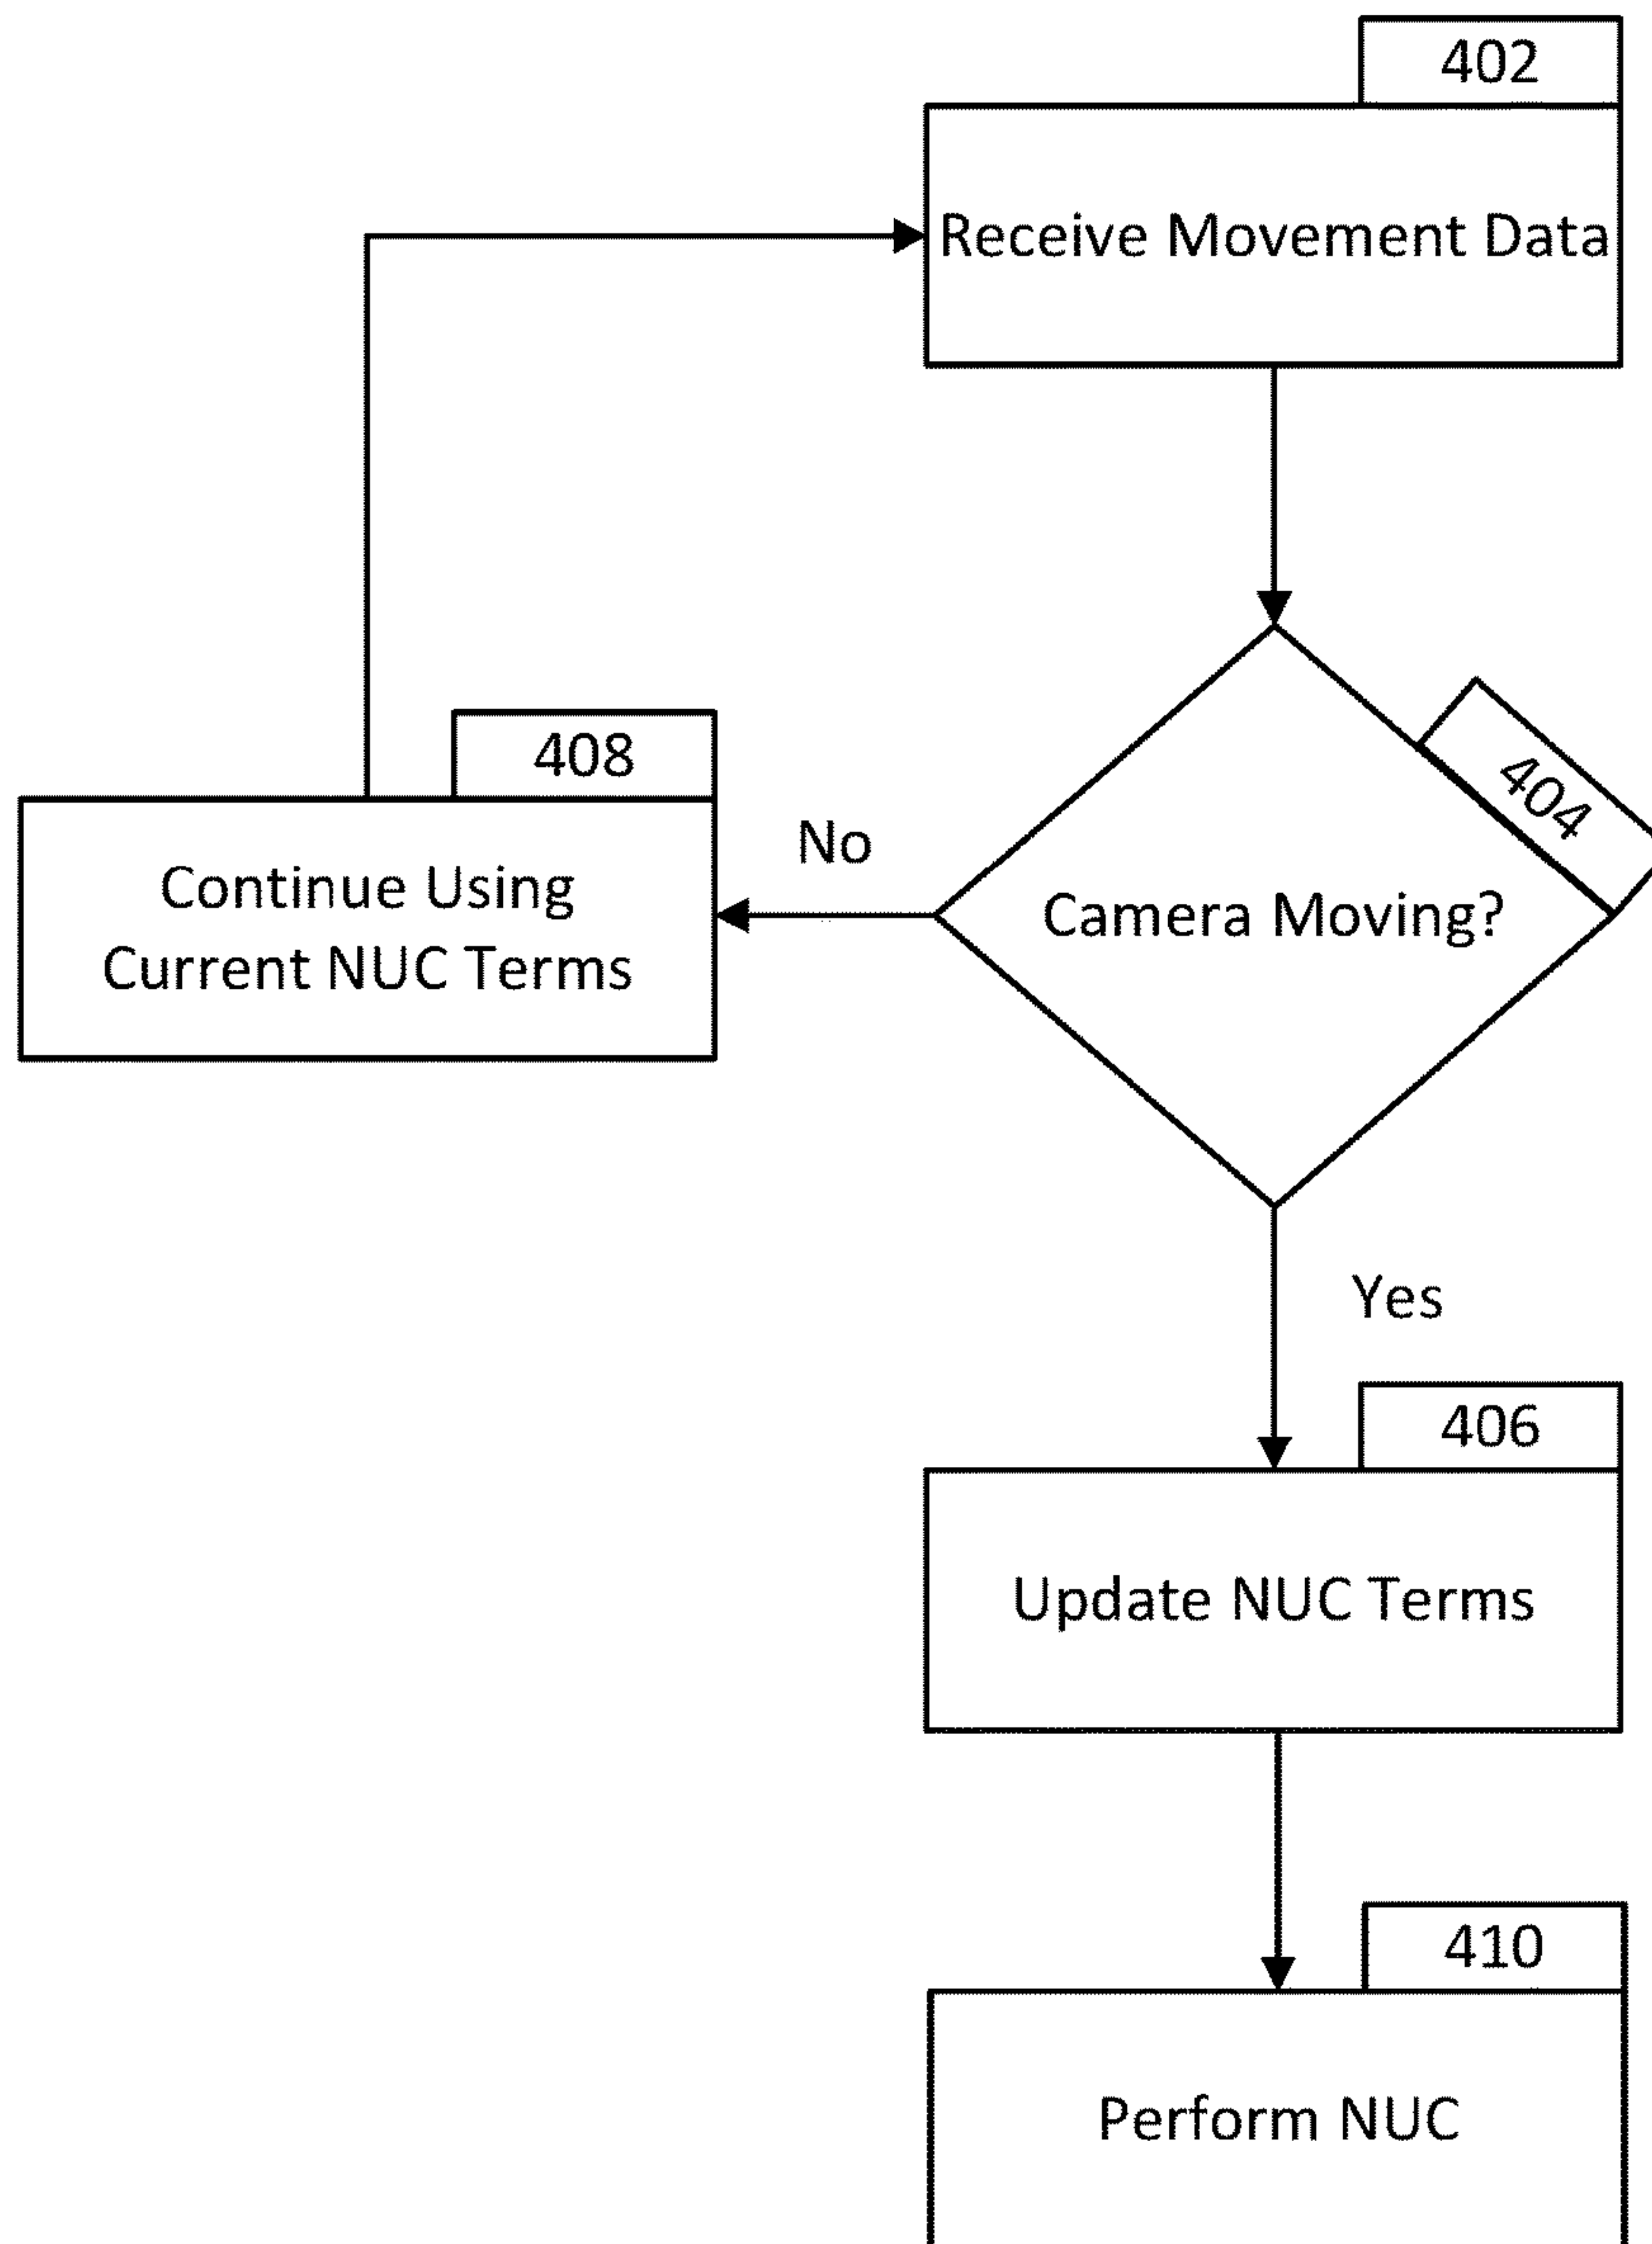 402
Receive Movement Data
408
404
No
Continue Using
Current NUC Terms
Camera Moving?
Yes
406
Update NUC Terms
410
Perform NUC